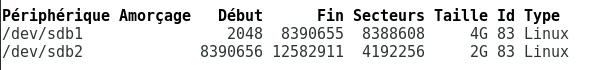 Périphérique Amorçage   Début      Fin Secteurs Taille Id Type
/dev/sdb1                2048  8390655  8388608     4G 83 Linux
/dev/sdb2             8390656 12582911  4192256     2G 83 Linux